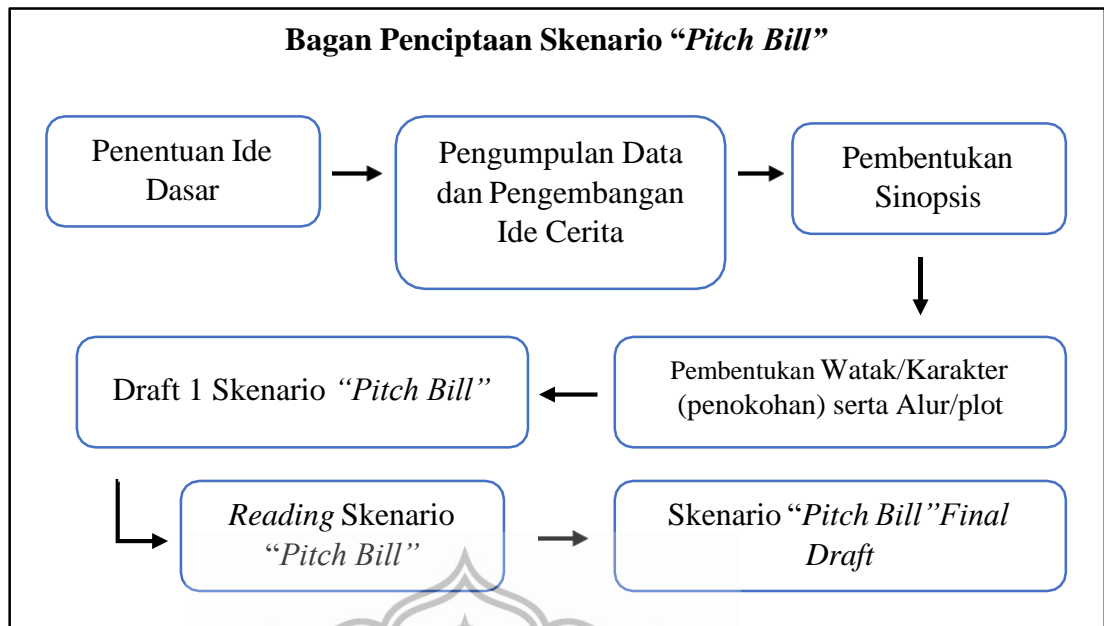 Bagan Penciptaan Skenario “Pitch Bill”
Penentuan Ide
Dasar
Pengumpulan Data
dan Pengembangan
Ide Cerita
Pembentukan
Sinopsis
Pembentukan Watak/Karakter
(penokohan) serta Alur/plot
Draft 1 Skenario “Pitch Bill”
Reading Skenario
“Pitch Bill”
Skenario “Pitch Bill”Final
Draft